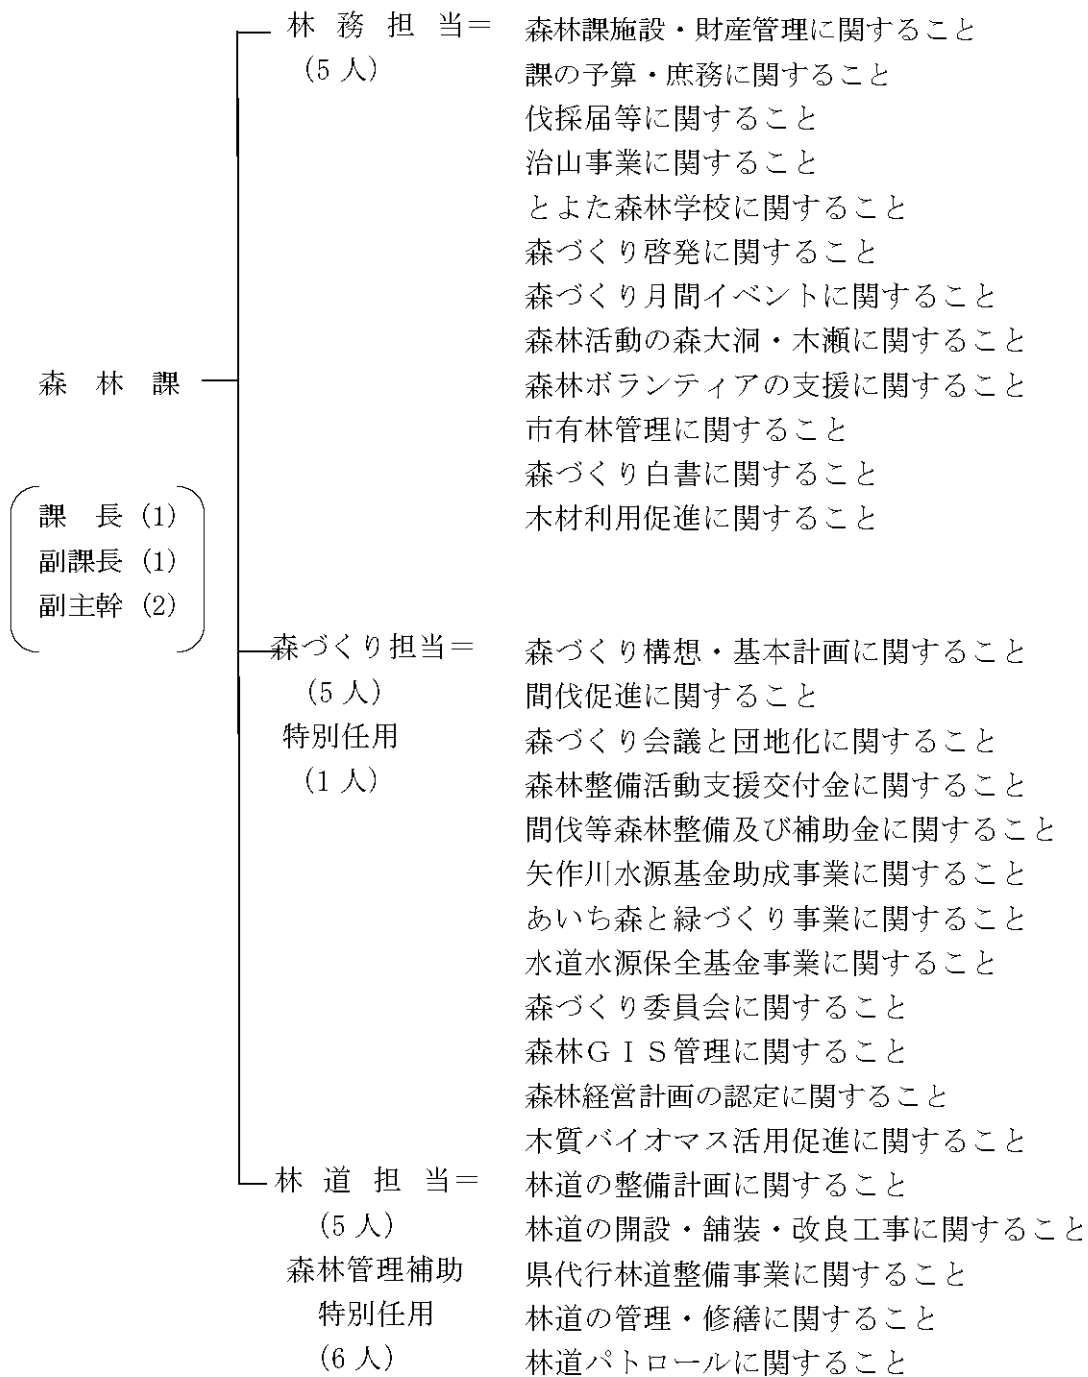 林務担当＝ 森林課施設・財産管理に関すること
(5人) 課の予算・庶務に関すること
伐採届等に関すること
治山事業に関すること
とよた森林学校に関すること
森づくり啓発に関すること
森づくり月間イベントに関すること
森林活動の森大洞・木瀬に関すること
森林課 森林ボランティアの支援に関すること
市有林管理に関すること
森づくり白書に関すること
課長 (1) 木材利用促進に関すること
副課長 (1)
副主幹 (2)
森づくり担当＝ 森づくり構想・基本計画に関すること
(5人) 間伐促進に関すること
特別任用 森づくり会議と団地化に関すること
(1人) 森林整備活動支援交付金に関すること
間伐等森林整備及び補助金に関すること
矢作川水源基金助成事業に関すること
あいち森と緑づくり事業に関すること
水道水源保全基金事業に関すること
森づくり委員会に関すること
森林ＧＩＳ管理に関すること
森林経営計画の認定に関すること
木質バイオマス活用促進に関すること
林道担当＝ 林道の整備計画に関すること
(5人) 林道の開設・舗装・改良工事に関すること
森林管理補助 県代行林道整備事業に関すること
特別任用 林道の管理・修繕に関すること
(6人) 林道パトロールに関すること